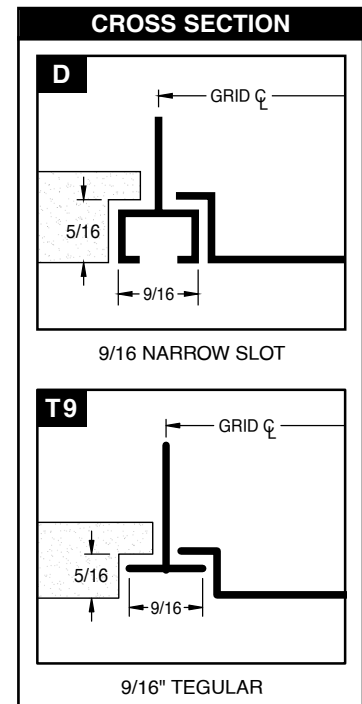 CROSS SECTION
D
GRID ℄
5/16
9/16
9/16 NARROW SLOT
T9
GRID ℄
5/16
9/16
9/16" TEGULAR